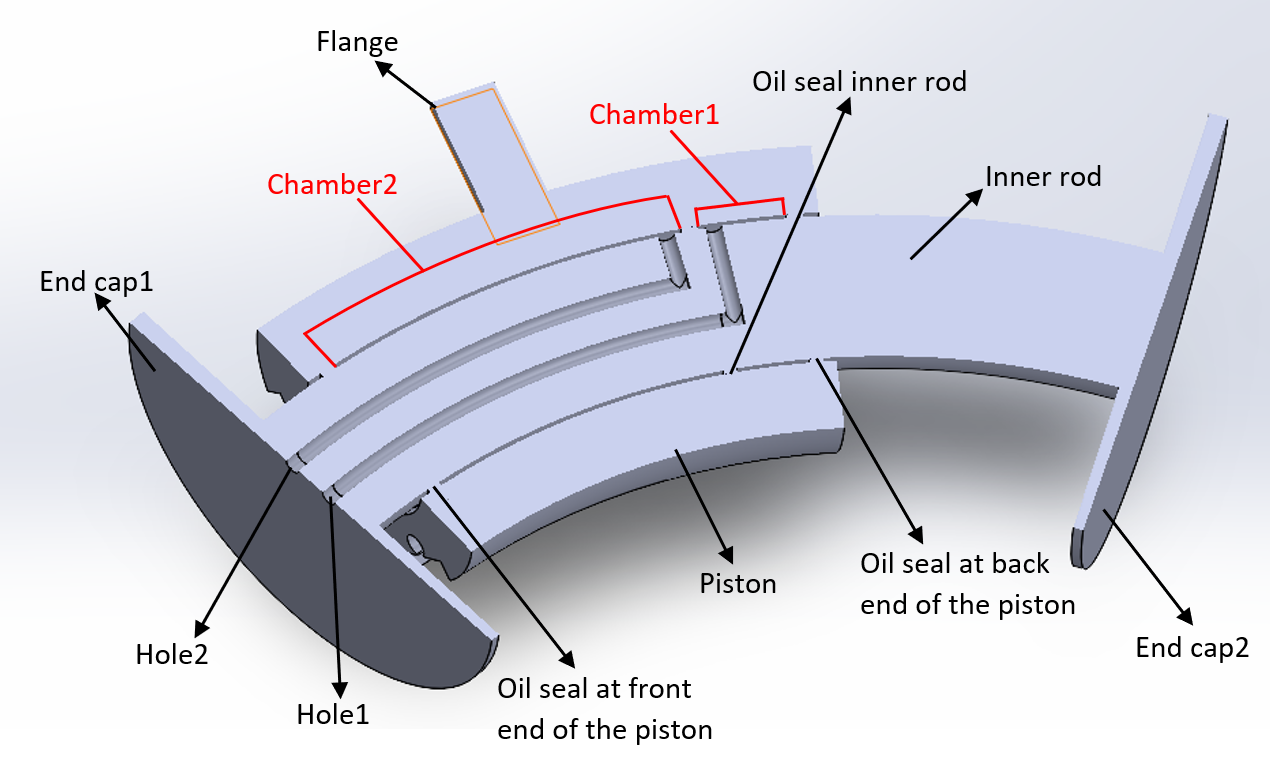 Flange
Oil seal inner rod
Chamber1
Chamber2
Inner rod
End cap1
Oil seal at back
end of the piston
Piston
End cap2
Hole2
Hole1
Oil seal at front
end of the piston